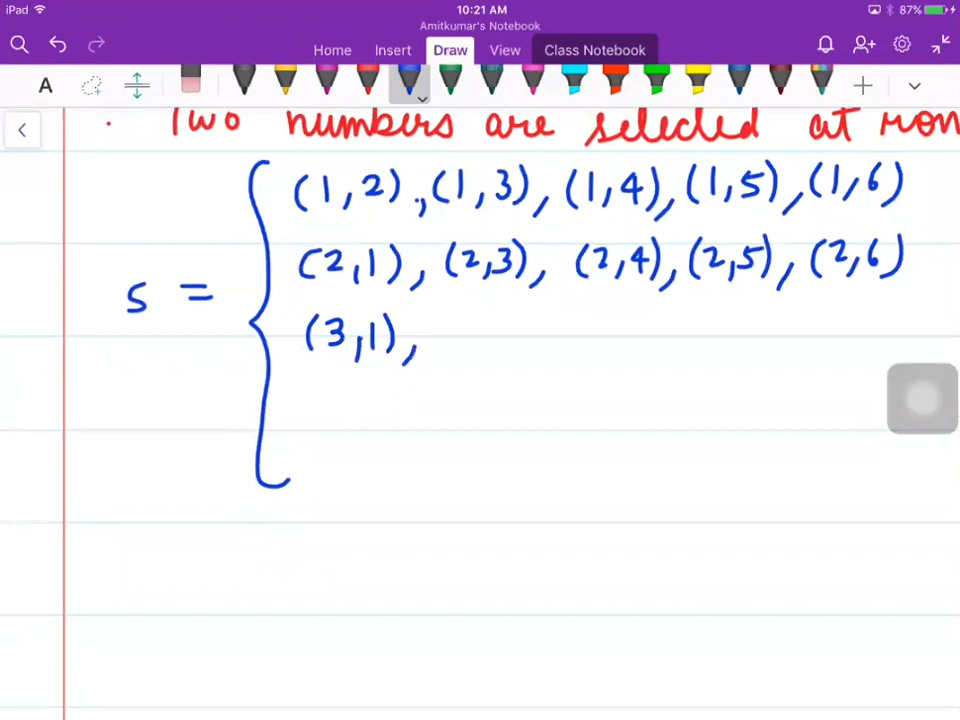 iPad 10:21 AM 87%
Amitkumar's Notebook
Home Insert Draw View Class Notebook
A
Two numbers are selected at
(1,2), (1,3), (1,4), (1,5), (1,6)
(2,1), (2,3), (2,4), (2,5), (2,6)
S =
(3,1),